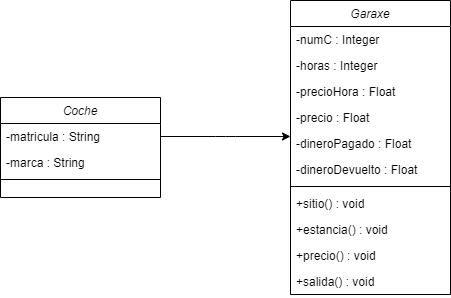 Coche
-matricula : String
-marca : String
Garaxe
-numC : Integer
-horas : Integer
-precioHora : Float
-precio : Float
-dineroPagado : Float
-dineroDevuelto : Float
+sitio() : void
+estancia() : void
+precio() : void
+salida() : void